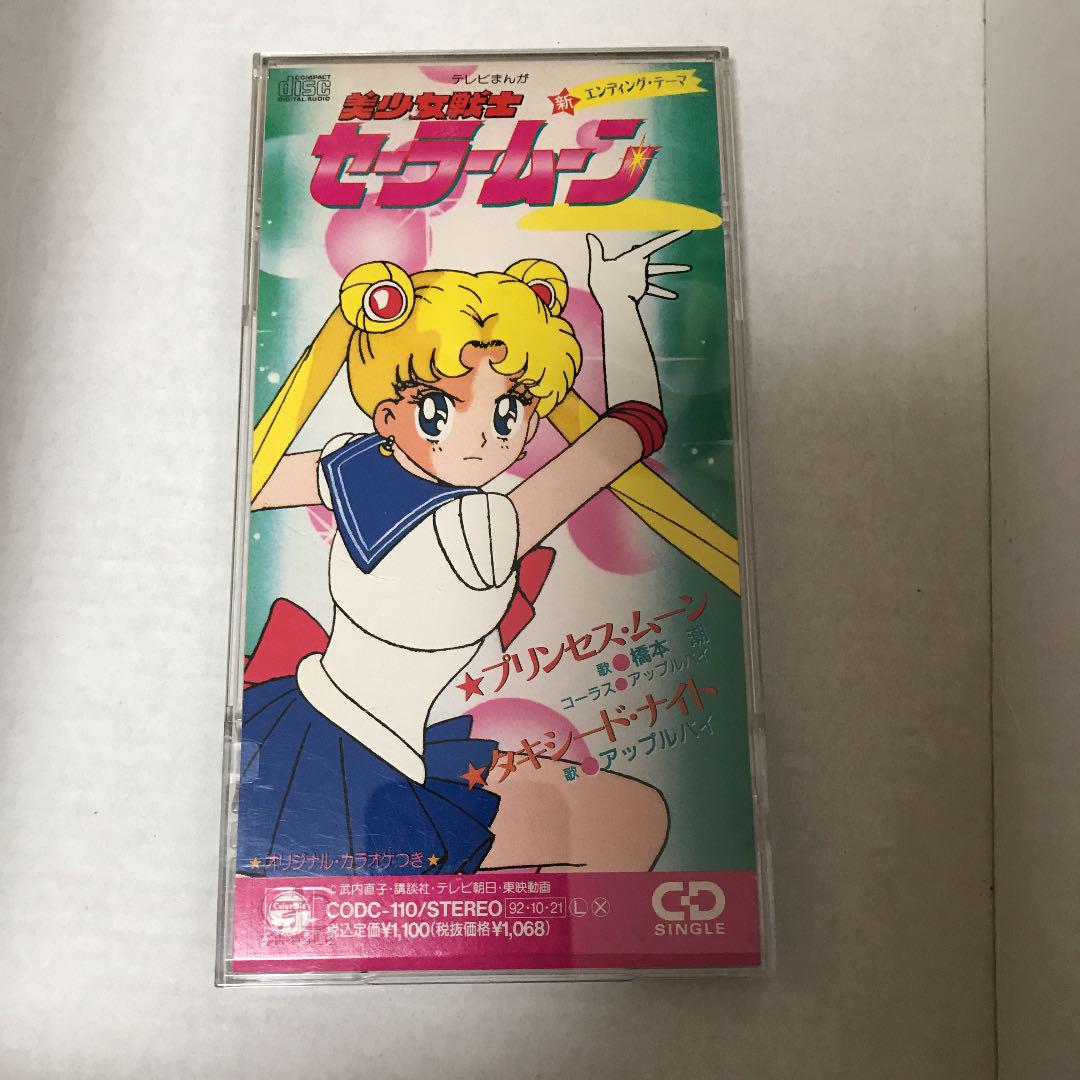 COMPACT
disc
DIGITAL AUDIO
テレビまんが
美少女戦士
セーラームーン
新 エンディング・テーマ
★プリンセス・ムーン
歌●橋本 潮
コーラス●アップルパイ
★タキシード・ナイト
歌●アップルパイ
★オリジナル・カラオケつき★
©武内直子・講談社・テレビ朝日・東映動画
Columbia
CODC-110/STEREO 92・10・21 Ⓛ Ⓧ
税込定価¥1,100(税抜価格¥1,068)
CD
SINGLE